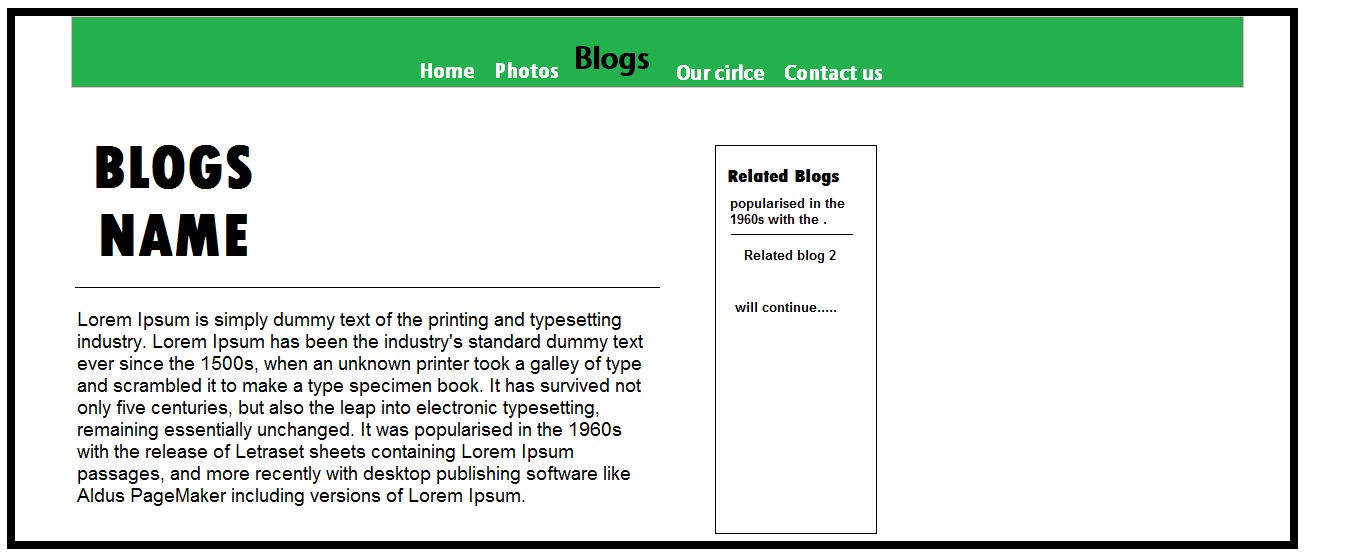 Home Photos Blogs Our cirlce Contact us
BLOGS
NAME
Lorem Ipsum is simply dummy text of the printing and typesetting
industry. Lorem Ipsum has been the industry's standard dummy text
ever since the 1500s, when an unknown printer took a galley of type
and scrambled it to make a type specimen book. It has survived not
only five centuries, but also the leap into electronic typesetting,
remaining essentially unchanged. It was popularised in the 1960s
with the release of Letraset sheets containing Lorem Ipsum
passages, and more recently with desktop publishing software like
Aldus PageMaker including versions of Lorem Ipsum.
Related Blogs
popularised in the
1960s with the .
Related blog 2
will continue.....